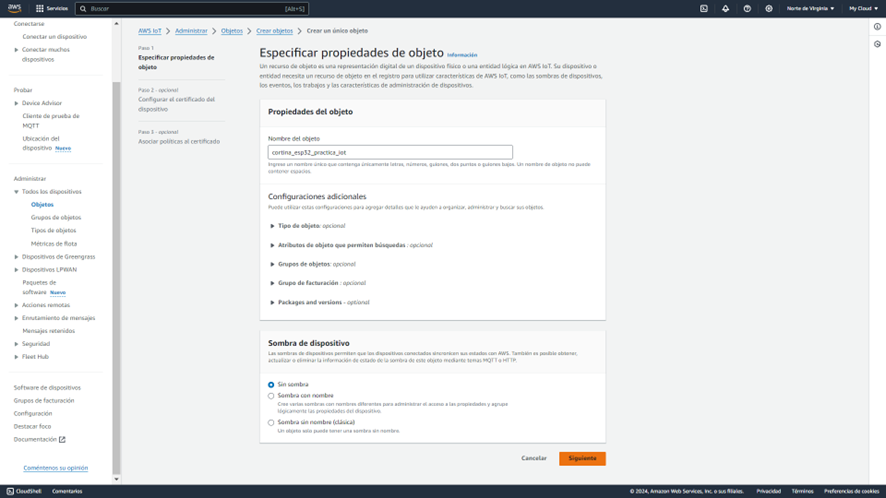 aws
Servicios
Buscar
[Alt+S]
Norte de Virginia ▼
My Cloud ▼
Conectarse
Conectar un dispositivo
Conectar muchos
dispositivos
Probar
Device Advisor
Cliente de prueba de
MQTT
Ubicación del
dispositivo Nuevo
Administrar
Todos los dispositivos
Objetos
Grupos de objetos
Tipos de objetos
Métricas de flota
Dispositivos de Greengrass
Dispositivos LPWAN
Paquetes de
software Nuevo
Acciones remotas
Enrutamiento de mensajes
Mensajes retenidos
Seguridad
Fleet Hub
Software de dispositivos
Grupos de facturación
Configuración
Destacar foco
Documentación
Coméntenos su opinión
AWS IoT > Administrar > Objetos > Crear objetos > Crear un único objeto
Paso 1
Especificar propiedades de
objeto
Paso 2 - opcional
Configurar el certificado del
dispositivo
Paso 3 - opcional
Asociar políticas al certificado
Especificar propiedades de objeto Información
Un recurso de objeto es una representación digital de un dispositivo físico o una entidad lógica en AWS IoT. Su dispositivo o
entidad necesita un recurso de objeto en el registro para utilizar características de AWS IoT, como las sombras de dispositivos,
los eventos, los trabajos y las características de administración de dispositivos.
Propiedades del objeto
Nombre del objeto
cortina_esp32_practica_iot
Ingrese un nombre único que contenga únicamente letras, números, guiones, dos puntos o guiones bajos. Un nombre de objeto no puede
contener espacios.
Configuraciones adicionales
Puede utilizar estas configuraciones para agregar detalles que le ayuden a organizar, administrar y buscar sus objetos.
Tipo de objeto: opcional
Atributos de objeto que permiten búsquedas : opcional
Grupos de objetos: opcional
Grupo de facturación : opcional
Packages and versions - optional
Sombra de dispositivo
Las sombras de dispositivos permiten que los dispositivos conectados sincronicen sus estados con AWS. También es posible obtener,
actualizar o eliminar la información de estado de la sombra de este objeto mediante temas MQTT o HTTP.
Sin sombra
Sombra con nombre
Cree varias sombras con nombres diferentes para administrar el acceso a las propiedades y agrupe
lógicamente las propiedades del dispositivo.
Sombra sin nombre (clásica)
Un objeto solo puede tener una sombra sin nombre.
Cancelar
Siguiente
CloudShell
Comentarios
© 2024, Amazon Web Services, Inc. o sus filiales.
Privacidad
Términos
Preferencias de cookies